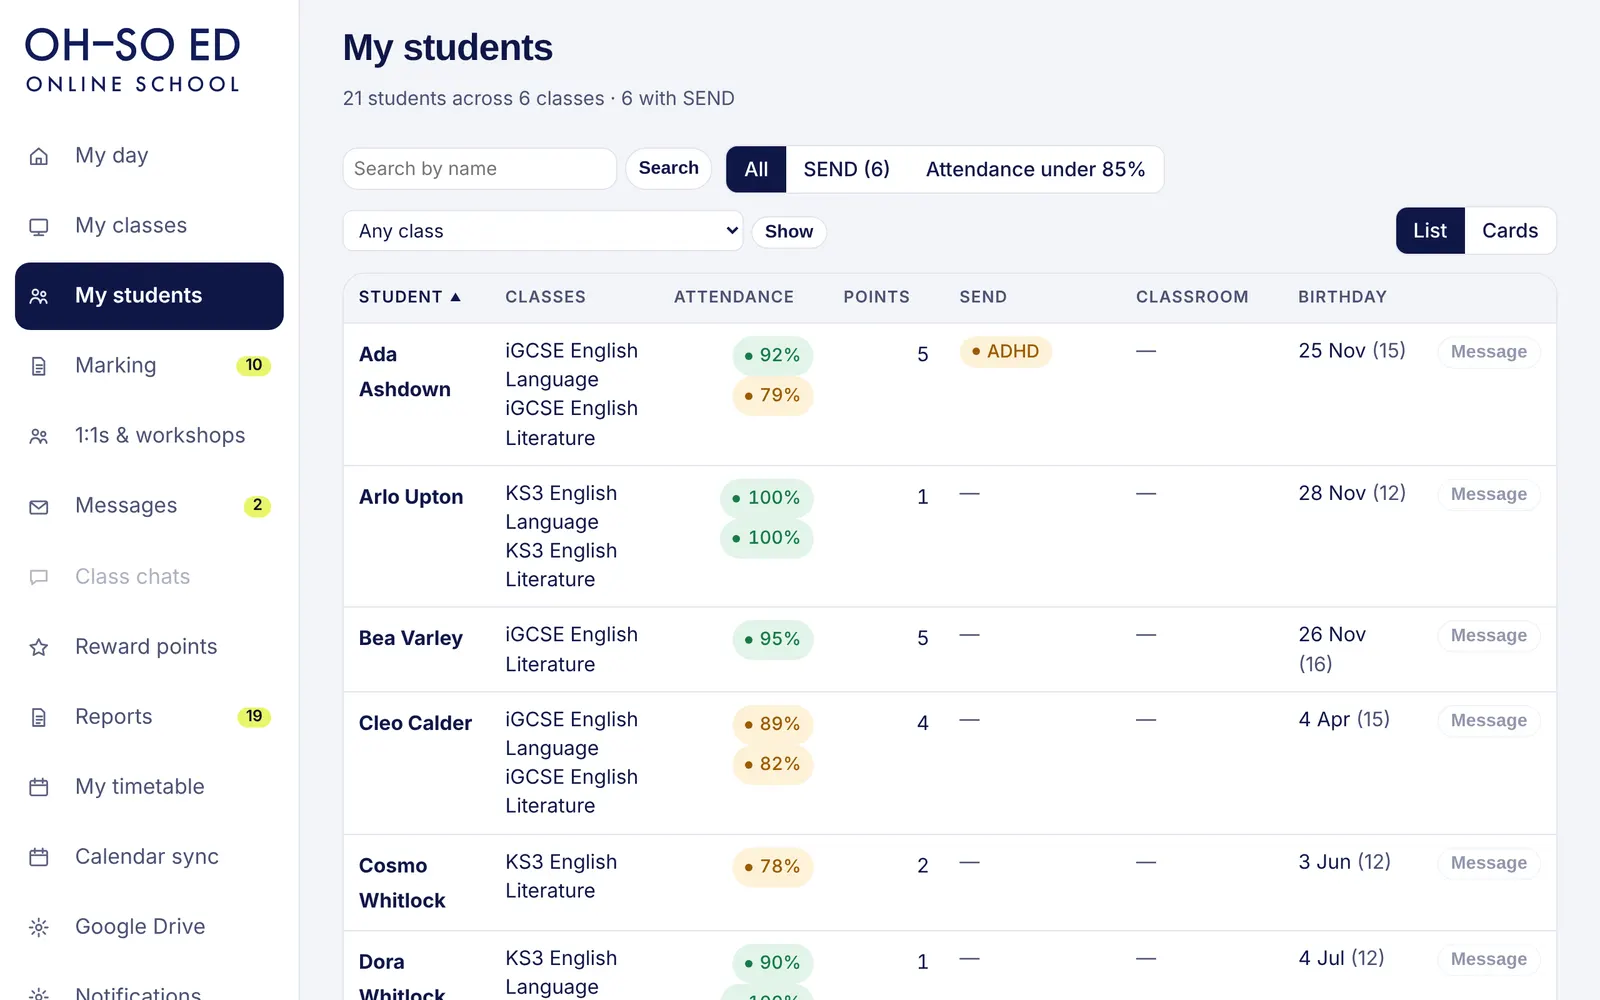 OH–SO ED
ONLINE SCHOOL
My day
My classes
My students
Marking 10
1:1s & workshops
Messages 2
Class chats
Reward points
Reports 19
My timetable
Calendar sync
Google Drive
Notifications
My students
21 students across 6 classes · 6 with SEND
Search by name Search All SEND (6) Attendance under 85%
Any class Show List Cards
STUDENT ▲ CLASSES ATTENDANCE POINTS SEND CLASSROOM BIRTHDAY
Ada Ashdown
iGCSE English
Language
iGCSE English
Literature
92%
79%
5
ADHD
—
25 Nov (15)
Message
Arlo Upton
KS3 English
Language
KS3 English
Literature
100%
100%
1
—
—
28 Nov (12)
Message
Bea Varley
iGCSE English
Literature
95%
5
—
—
26 Nov
(16)
Message
Cleo Calder
iGCSE English
Language
iGCSE English
Literature
89%
82%
4
—
—
4 Apr (15)
Message
Cosmo
Whitlock
KS3 English
Literature
78%
2
—
—
3 Jun (12)
Message
Dora
Whitlock
KS3 English
Language
90%
100%
1
—
—
4 Jul (12)
Message